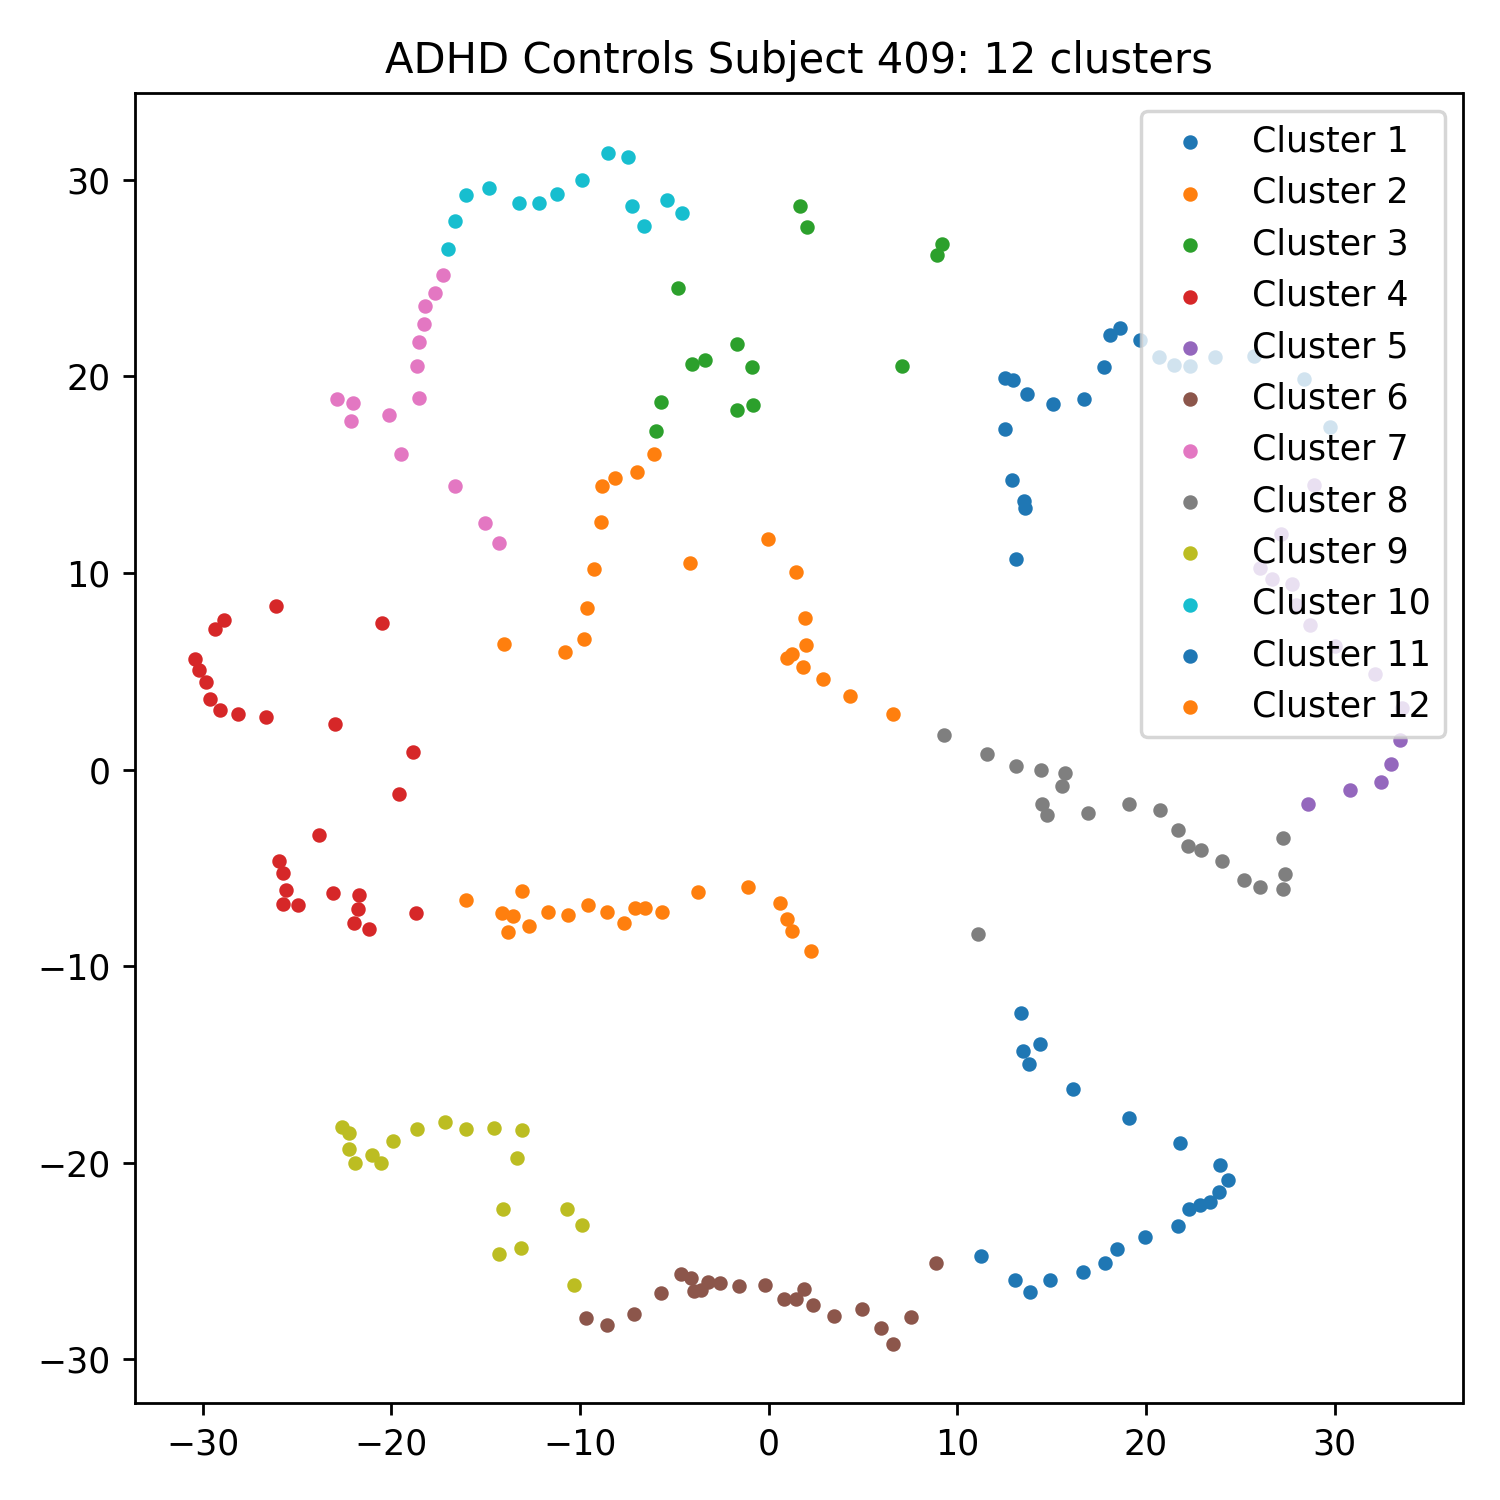 ADHD Controls Subject 409: 12 clusters
Cluster 1
Cluster 2
Cluster 3
Cluster 4
Cluster 5
Cluster 6
Cluster 7
Cluster 8
Cluster 9
Cluster 10
Cluster 11
Cluster 12
30
20
10
0
−10
−20
−30
−30 −20 −10 0 10 20 30